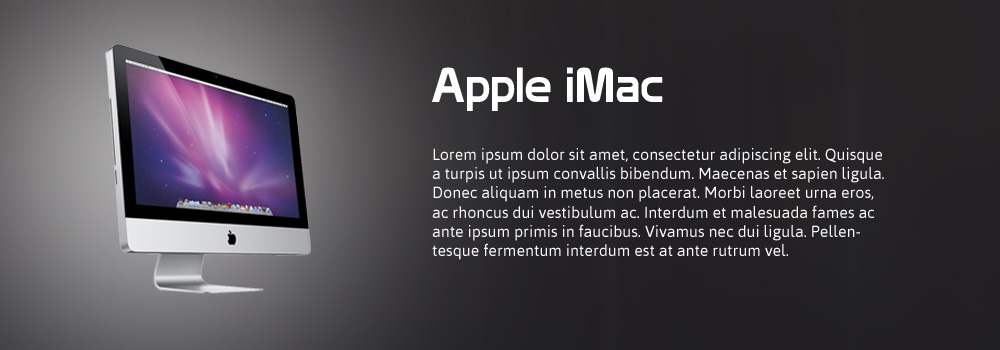 Apple iMac
Lorem ipsum dolor sit amet, consectetur adipiscing elit. Quisque
a turpis ut ipsum convallis bibendum. Maecenas et sapien ligula.
Donec aliquam in metus non placerat. Morbi laoreet urna eros,
ac rhoncus dui vestibulum ac. Interdum et malesuada fames ac
ante ipsum primis in faucibus. Vivamus nec dui ligula. Pellen-
tesque fermentum interdum est at ante rutrum vel.